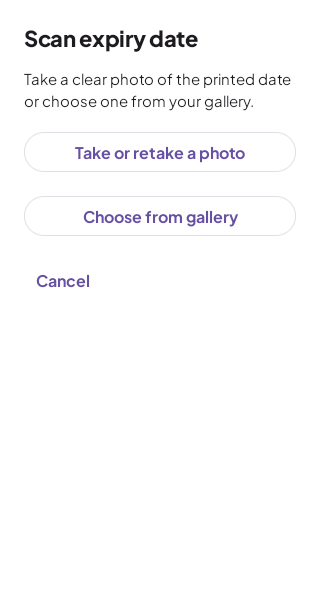 Scan expiry date
Take a clear photo of the printed date
or choose one from your gallery.
Take or retake a photo
Choose from gallery
Cancel